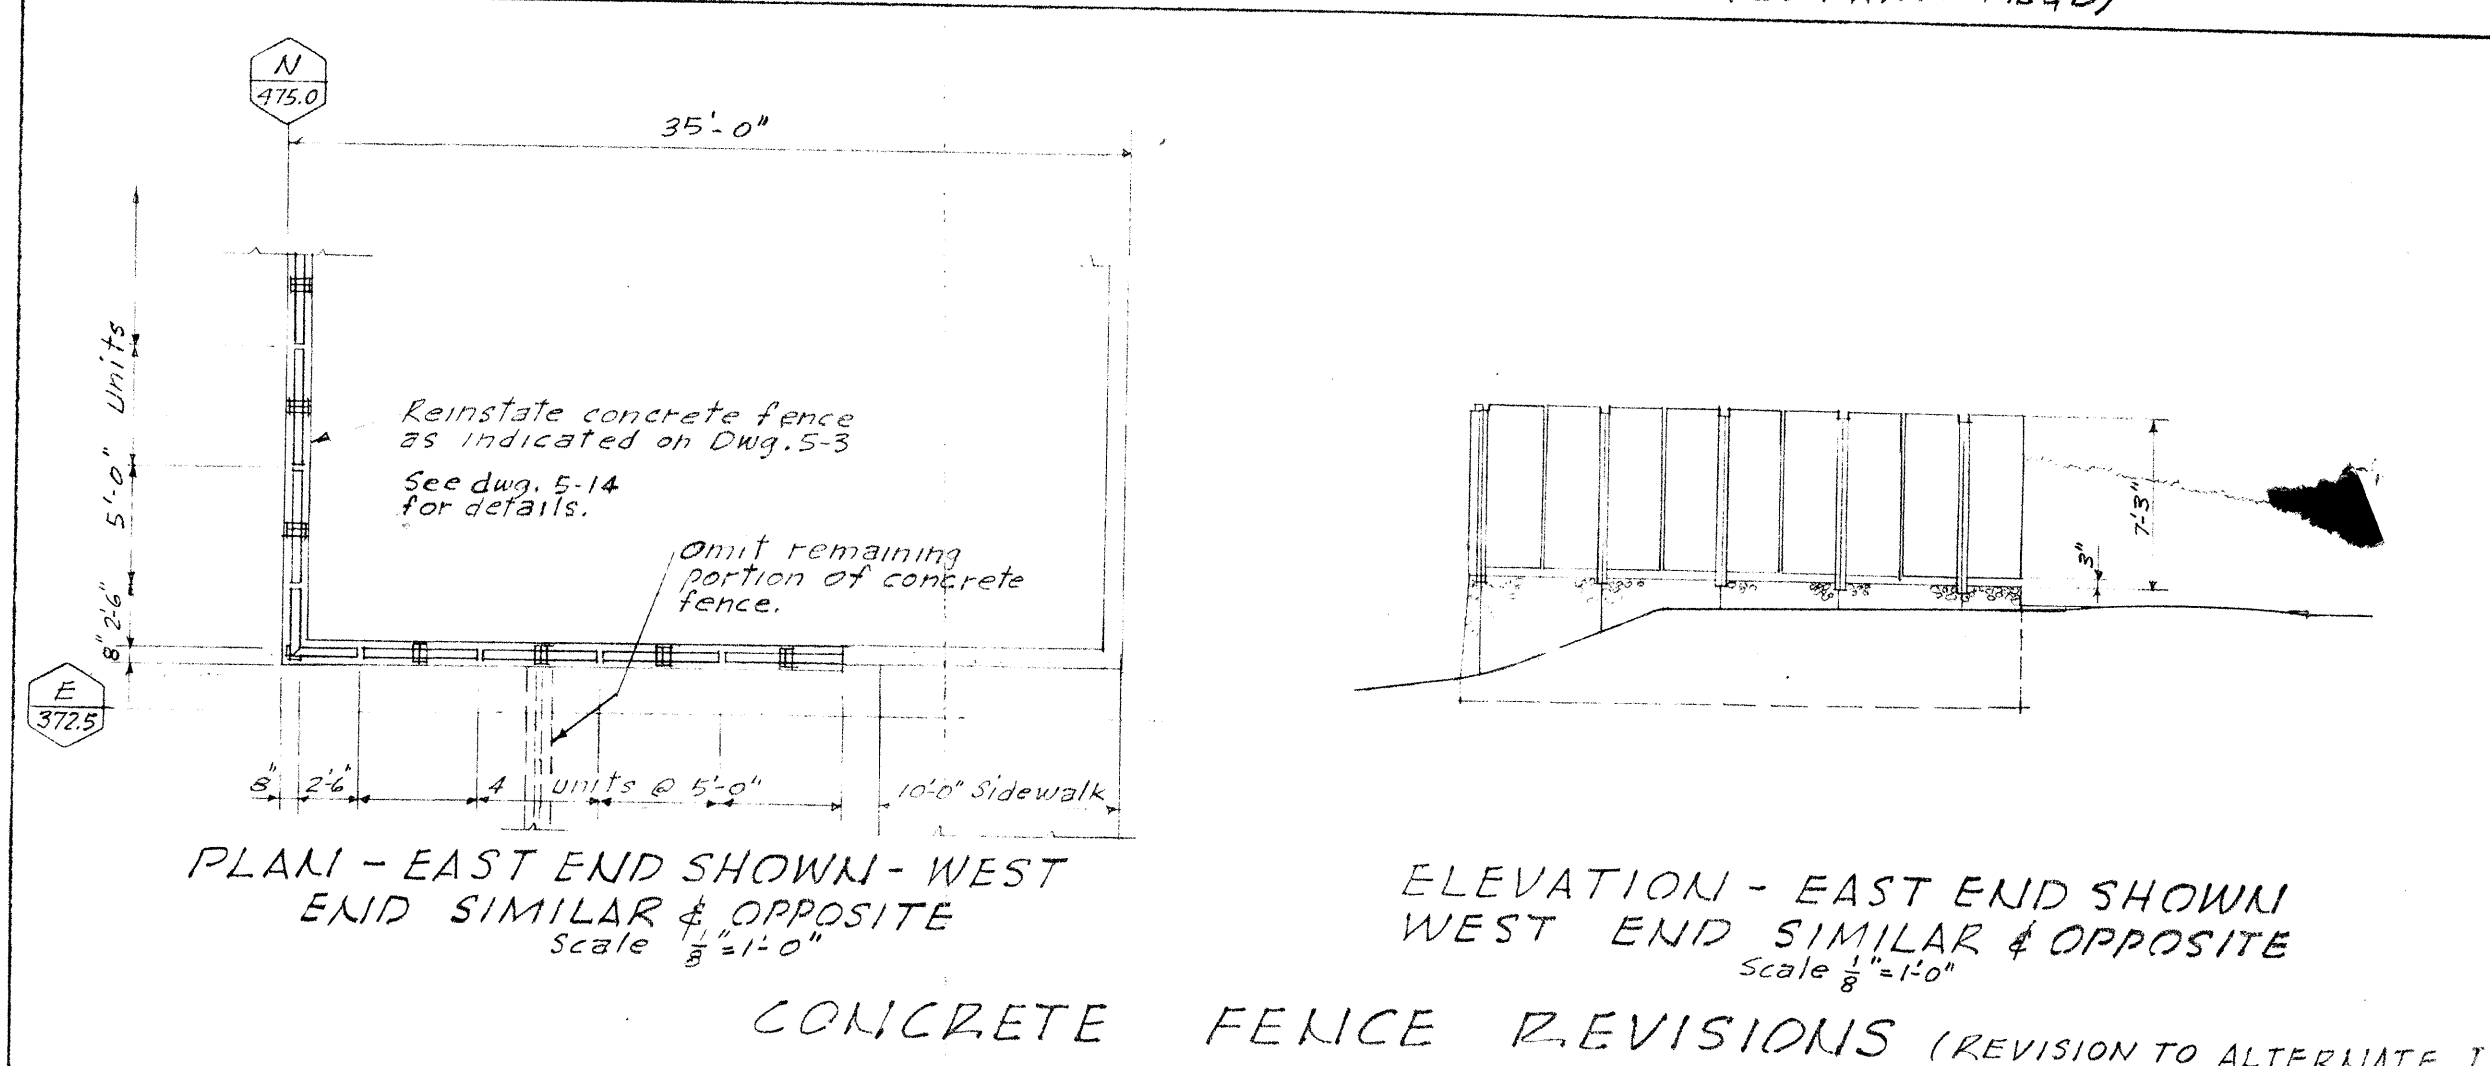 N
475.0
35'-0"
8" 2'-6" 5'-0" Units
Reinstate concrete fence
as indicated on Dwg. 5-3
See dwg. 5-14
for details.
Omit remaining
portion of concrete
fence.
E
372.5
8" 2'-6" 4 units @ 5'-0" 10'-0" Sidewalk
PLAN - EAST END SHOWN - WEST
END SIMILAR & OPPOSITE
Scale 1/8" = 1'-0"
7'-3"
3"
ELEVATION - EAST END SHOWN
WEST END SIMILAR & OPPOSITE
Scale 1/8" = 1'-0"
CONCRETE FENCE REVISIONS (REVISION TO ALTERNATE